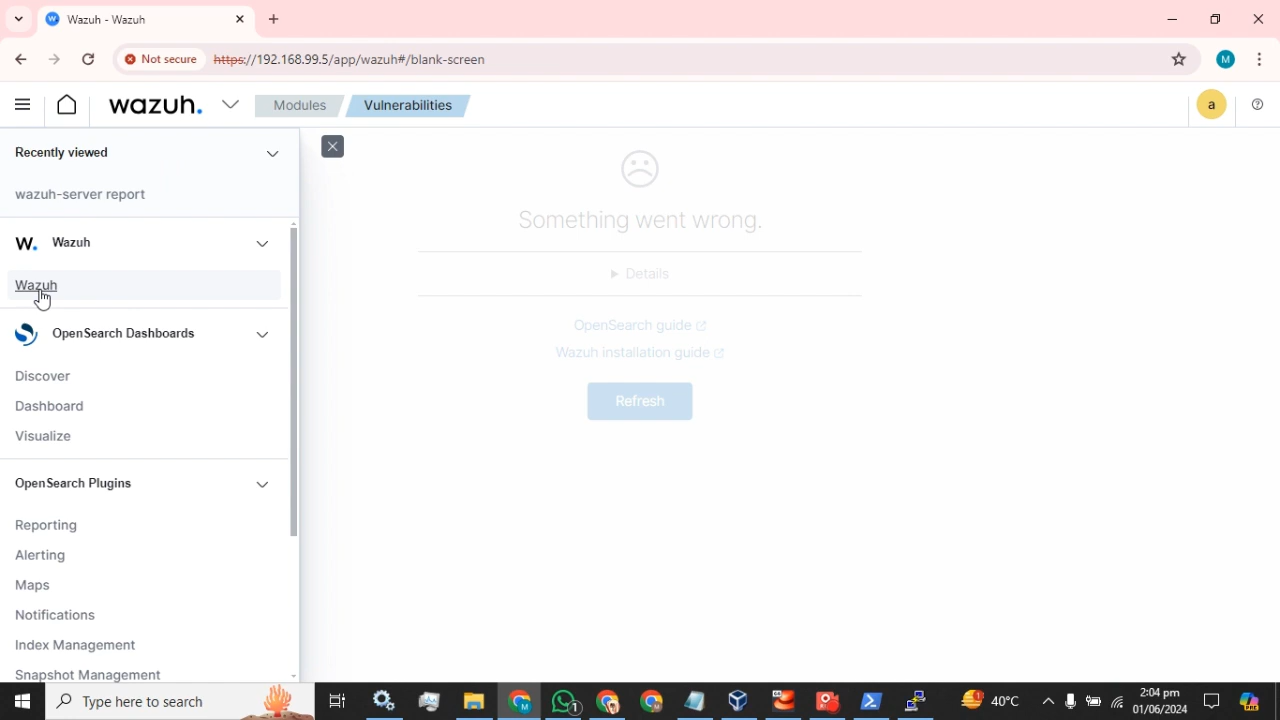 Wazuh - Wazuh
Not secure
https://192.168.99.5/app/wazuh#/blank-screen
M
wazuh.
Modules
Vulnerabilities
a
Recently viewed
wazuh-server report
W. Wazuh
Wazuh
OpenSearch Dashboards
Discover
Dashboard
Visualize
OpenSearch Plugins
Reporting
Alerting
Maps
Notifications
Index Management
Snapshot Management
Something went wrong.
Details
OpenSearch guide
Wazuh installation guide
Refresh
Type here to search
1
40°C
2:04 pm
01/06/2024